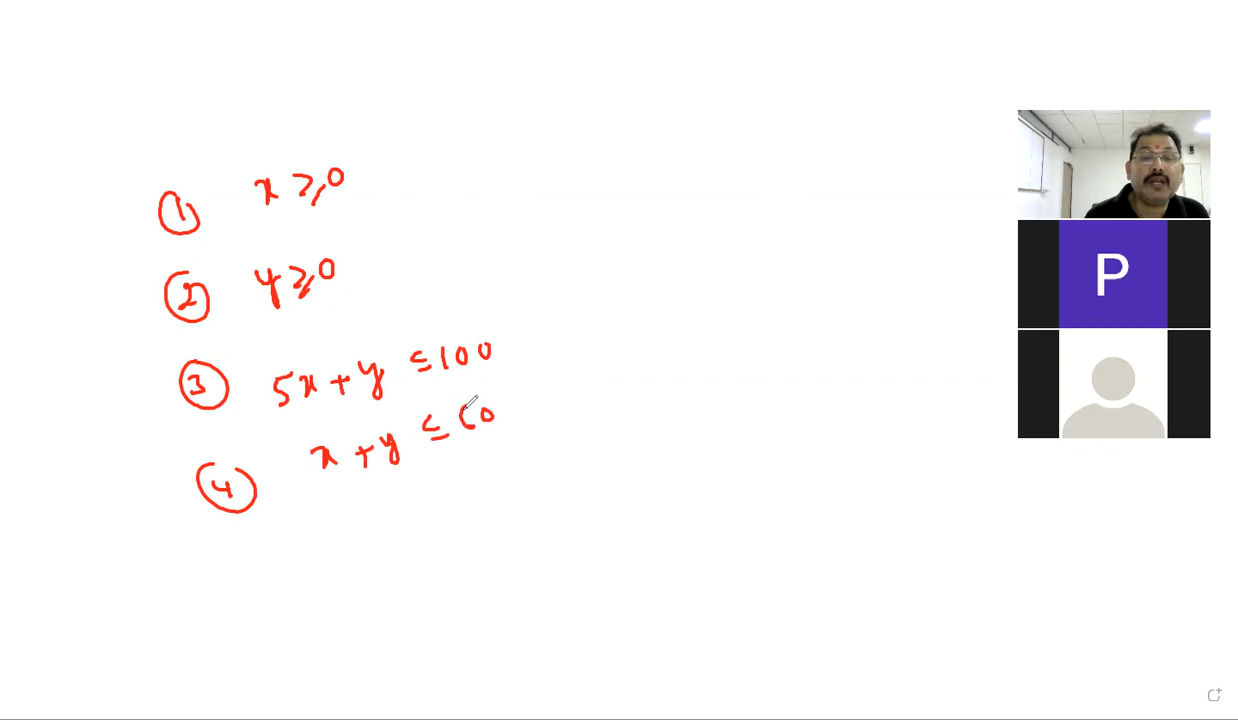 ① x ≥ 0
② y ≥ 0
③ 5x + y ≤ 100
④ x + y ≤ 60
P